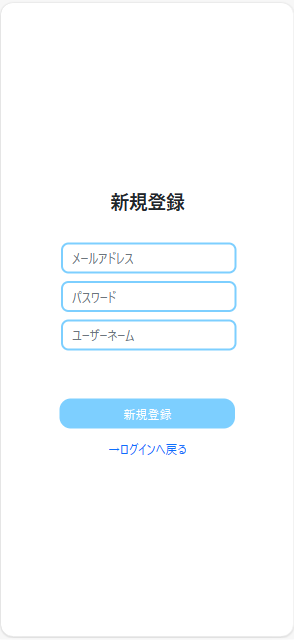 新規登録
メールアドレス
パスワード
ユーザーネーム
新規登録
→ログインへ戻る